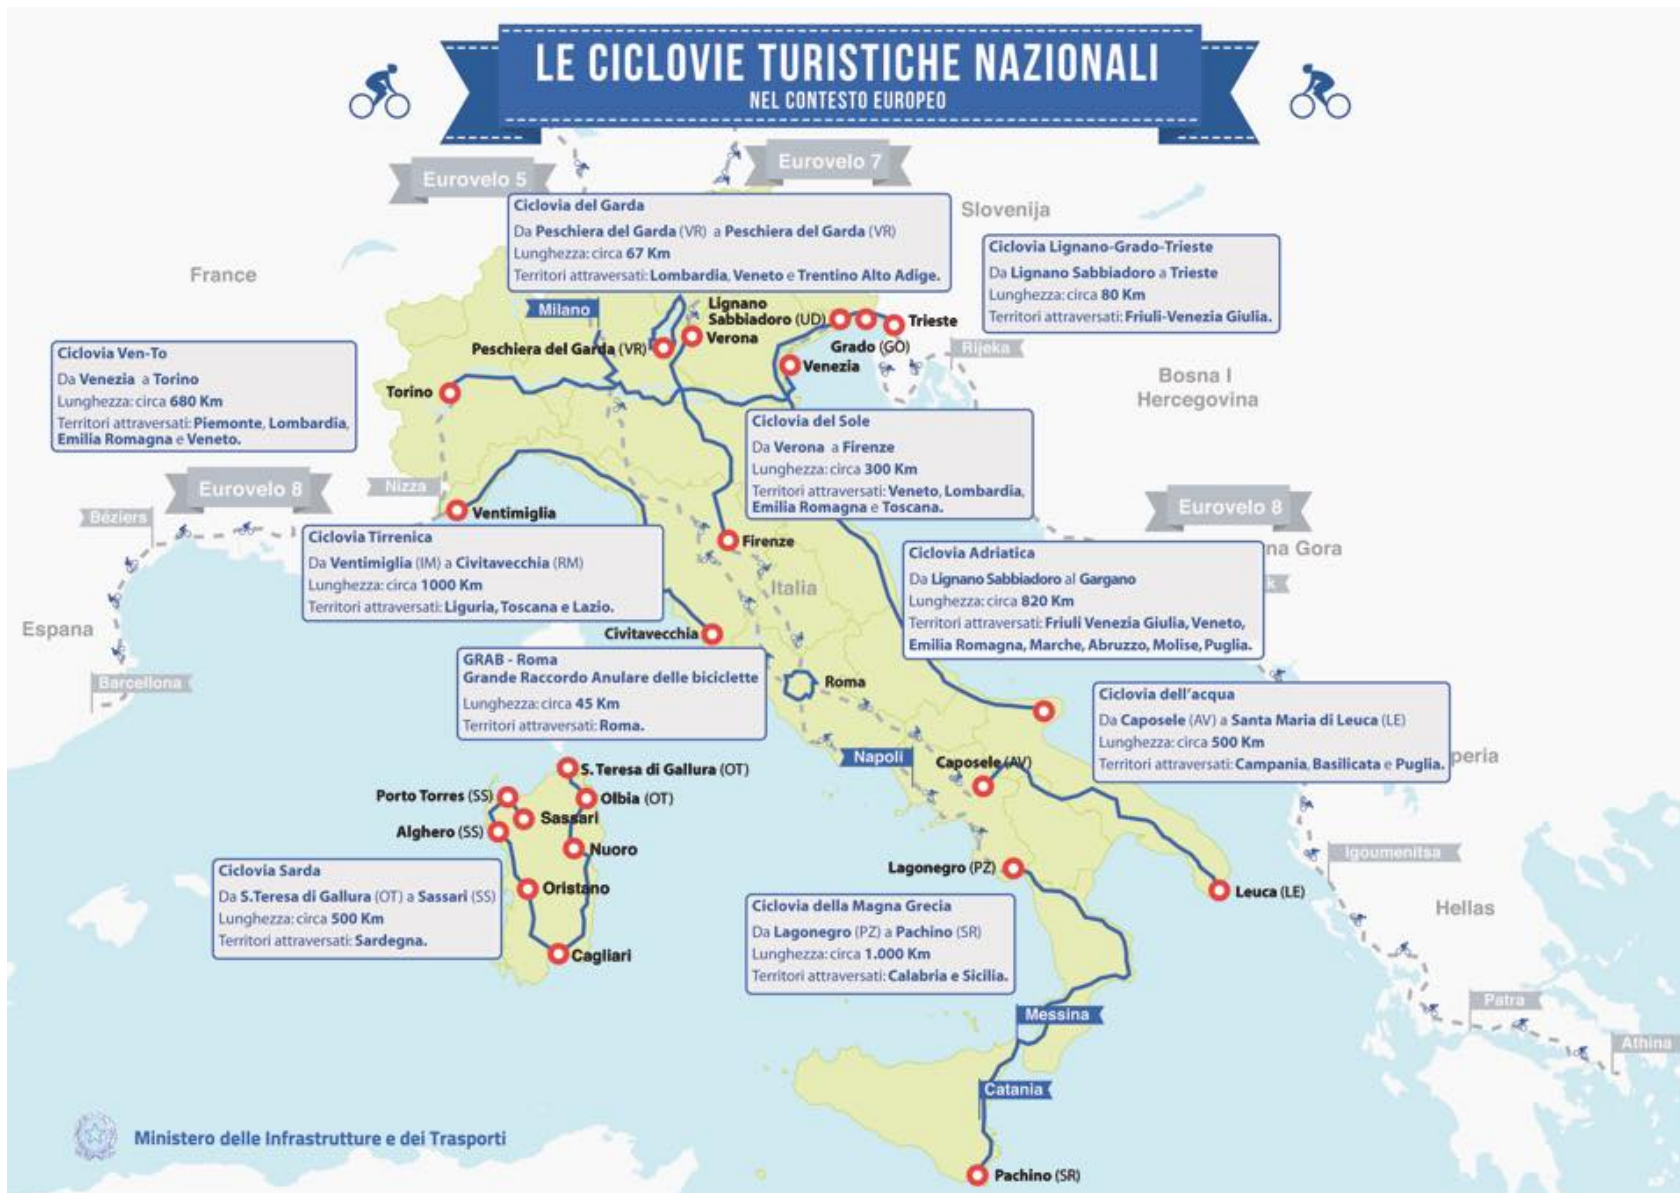 LE CICLOVIE TURISTICHE NAZIONALI
NEL CONTESTO EUROPEO
Eurovelo 5
Eurovelo 7
Ciclovia del Garda
Da Peschiera del Garda (VR) a Peschiera del Garda (VR)
Lunghezza: circa 67 Km
Territori attraversati: Lombardia, Veneto e Trentino Alto Adige.
Slovenija
Ciclovia Lignano-Grado-Trieste
Da Lignano Sabbiadoro a Trieste
Lunghezza: circa 80 Km
Territori attraversati: Friuli-Venezia Giulia.
France
Milano
Lignano
Sabbiadoro (UD)
Trieste
Verona
Peschiera del Garda (VR)
Grado (GO)
Rijeka
Venezia
Bosna I
Hercegovina
Ciclovia Ven-To
Da Venezia a Torino
Lunghezza: circa 680 Km
Territori attraversati: Piemonte, Lombardia,
Emilia Romagna e Veneto.
Torino
Ciclovia del Sole
Da Verona a Firenze
Lunghezza: circa 300 Km
Territori attraversati: Veneto, Lombardia,
Emilia Romagna e Toscana.
Eurovelo 8
Nizza
Béziers
Ventimiglia
Eurovelo 8
Ciclovia Tirrenica
Da Ventimiglia (IM) a Civitavecchia (RM)
Lunghezza: circa 1000 Km
Territori attraversati: Liguria, Toscana e Lazio.
Firenze
Italia
Ciclovia Adriatica
Da Lignano Sabbiadoro al Gargano
Lunghezza: circa 820 Km
Territori attraversati: Friuli Venezia Giulia, Veneto,
Emilia Romagna, Marche, Abruzzo, Molise, Puglia.
na Gora
k
Espana
Civitavecchia
Barcellona
GRAB - Roma
Grande Raccordo Anulare delle biciclette
Lunghezza: circa 45 Km
Territori attraversati: Roma.
Roma
Ciclovia dell'acqua
Da Caposele (AV) a Santa Maria di Leuca (LE)
Lunghezza: circa 500 Km
Territori attraversati: Campania, Basilicata e Puglia.
peria
Napoli
Caposele (AV)
S. Teresa di Gallura (OT)
Porto Torres (SS)
Olbia (OT)
Sassari
Alghero (SS)
Nuoro
Igoumenitsa
Ciclovia Sarda
Da S.Teresa di Gallura (OT) a Sassari (SS)
Lunghezza: circa 500 Km
Territori attraversati: Sardegna.
Oristano
Cagliari
Lagonegro (PZ)
Leuca (LE)
Hellas
Ciclovia della Magna Grecia
Da Lagonegro (PZ) a Pachino (SR)
Lunghezza: circa 1.000 Km
Territori attraversati: Calabria e Sicilia.
Messina
Patra
Athina
Catania
Ministero delle Infrastrutture e dei Trasporti
Pachino (SR)